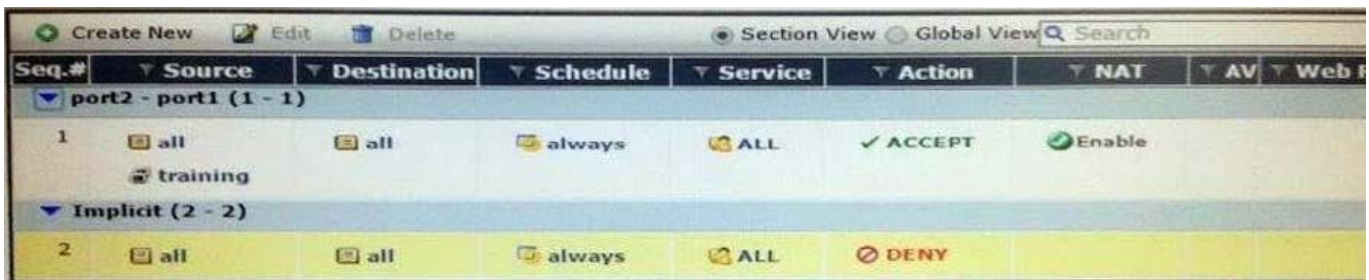 Create New Edit Delete Section View Global View Search
Seq.# Source Destination Schedule Service Action NAT AV Web
port2 - port1 (1 - 1)
1 all all always ALL ACCEPT Enable
training
Implicit (2 - 2)
2 all all always ALL DENY